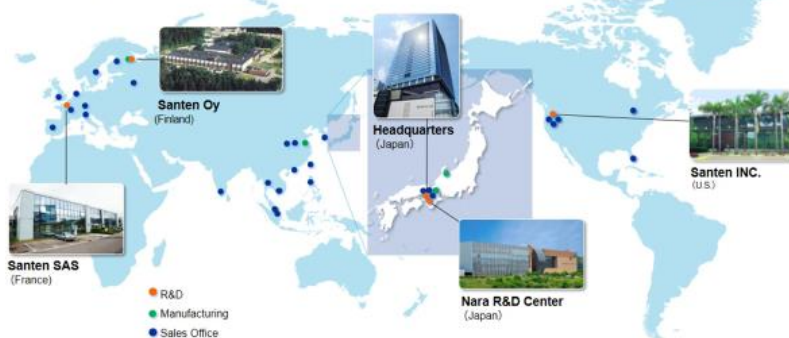 Santen Oy
(Finland)
Headquarters
(Japan)
Santen INC.
(U.S.)
Santen SAS
(France)
Nara R&D Center
(Japan)
R&D
Manufacturing
Sales Office